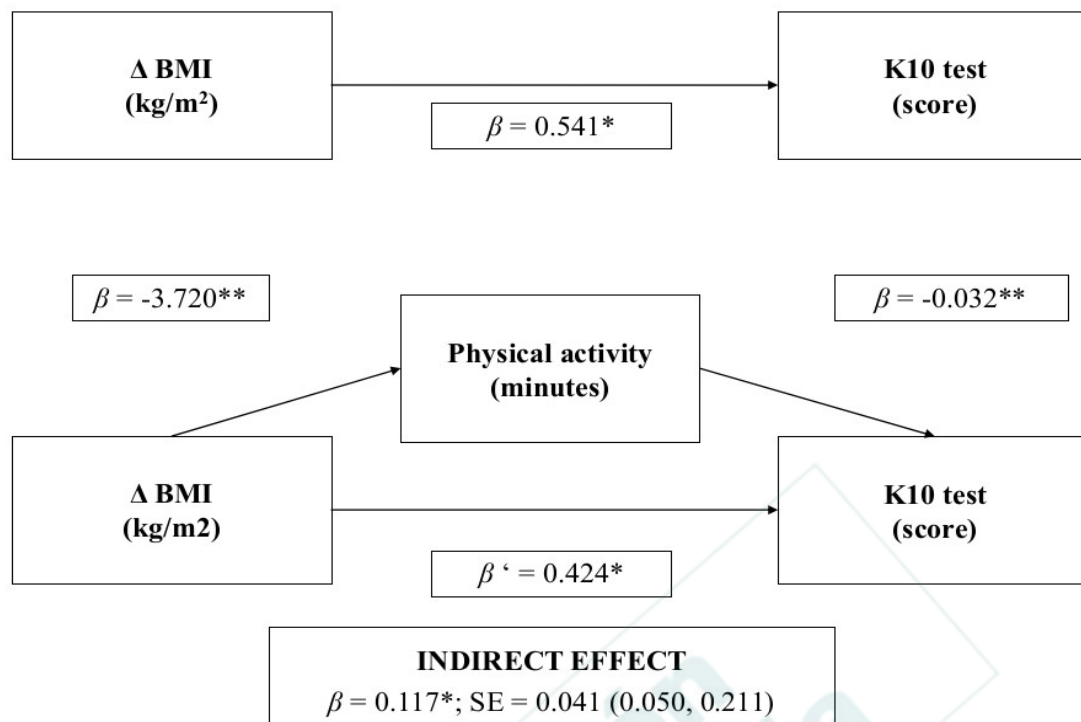 Δ BMI
(kg/m²)
K10 test
(score)
β = 0.541*
β = -3.720**
β = -0.032**
Physical activity
(minutes)
Δ BMI
(kg/m2)
K10 test
(score)
β ‘ = 0.424*
INDIRECT EFFECT
β = 0.117*; SE = 0.041 (0.050, 0.211)